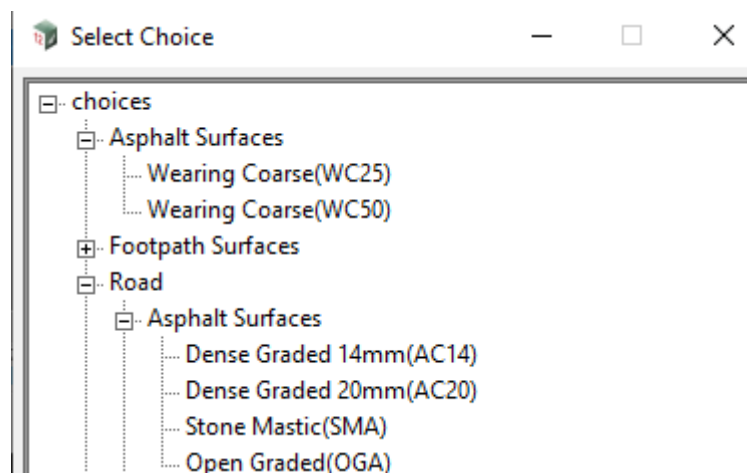 Select Choice
choices
Asphalt Surfaces
Wearing Coarse(WC25)
Wearing Coarse(WC50)
Footpath Surfaces
Road
Asphalt Surfaces
Dense Graded 14mm(AC14)
Dense Graded 20mm(AC20)
Stone Mastic(SMA)
Open Graded(OGA)